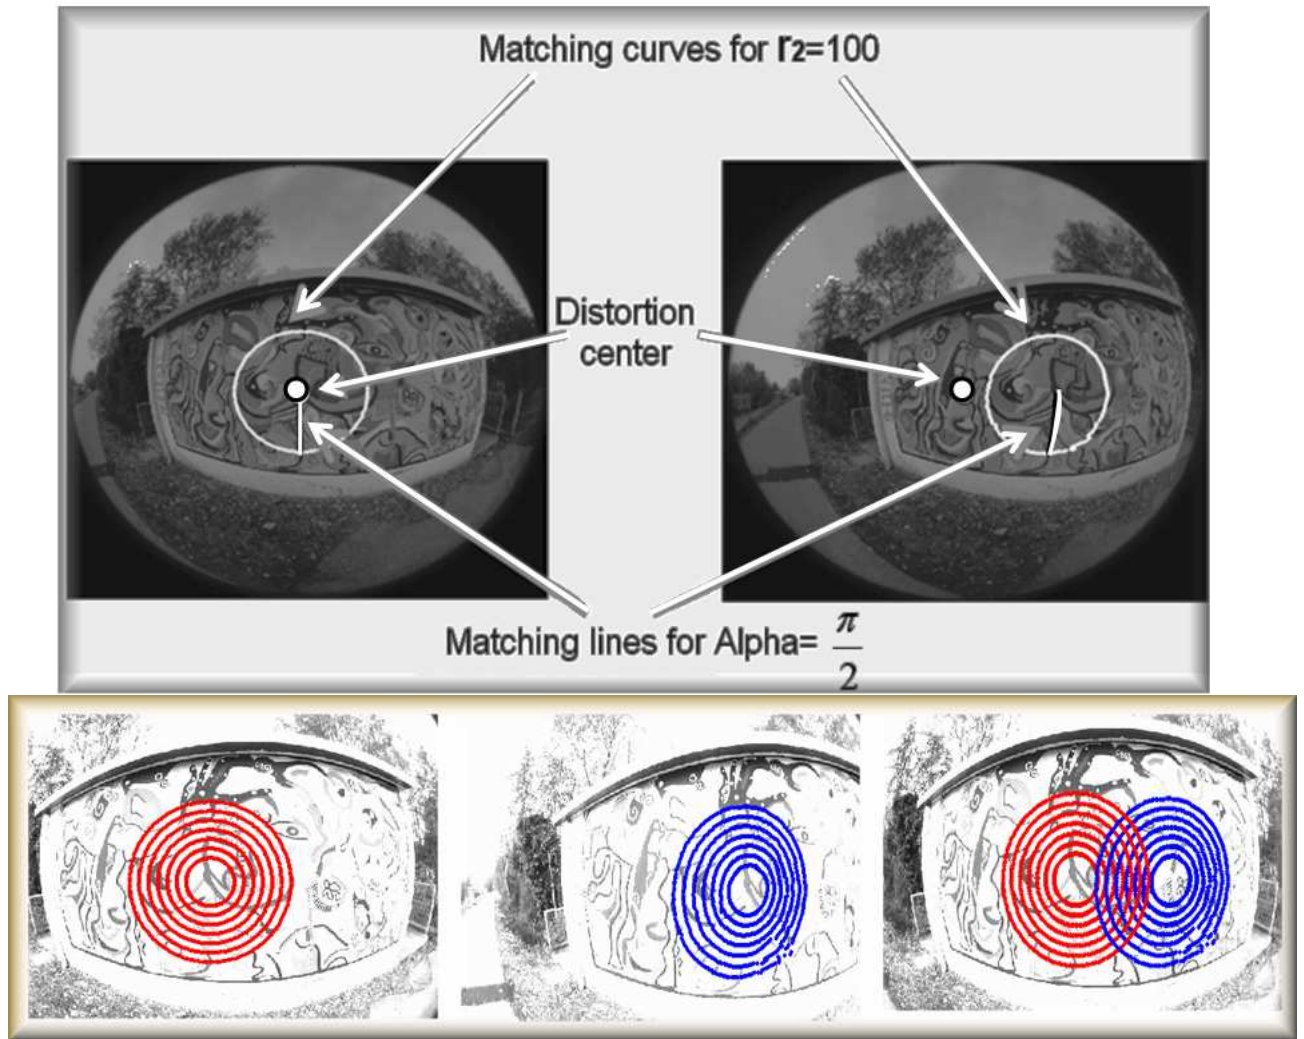 Matching curves for r2=100
Distortion
center
Matching lines for Alpha= π
2